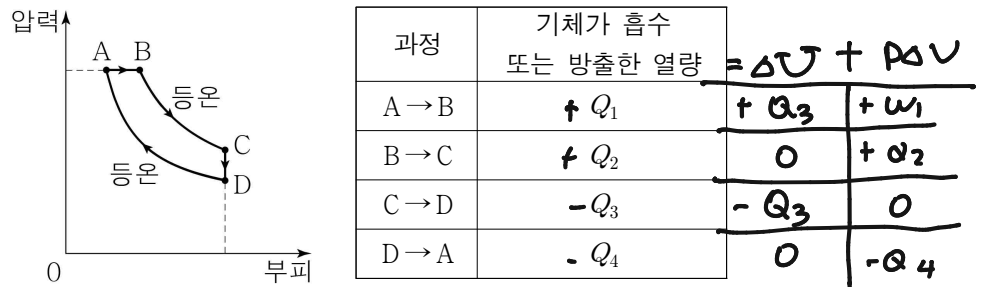 압력
A B
등온
C
등온
D
0
부피
과정 기체가 흡수 또는 방출한 열량 = ΔU + PΔV
A→B + Q₁ + Q₃ + W₁
B→C + Q₂ 0 + Q₂
C→D - Q₃ - Q₃ 0
D→A - Q₄ 0 - Q₄